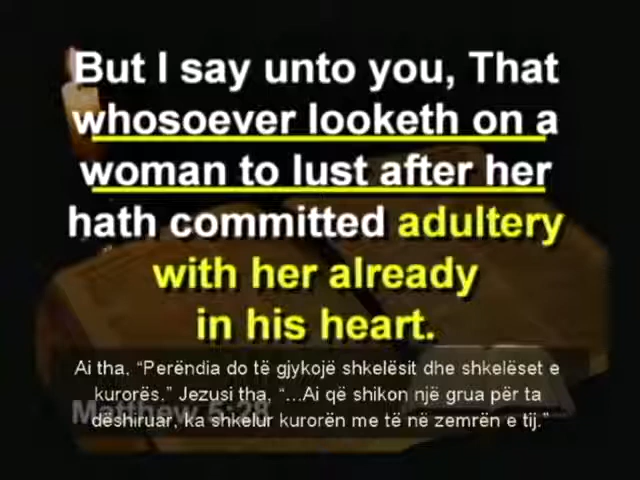 But I say unto you, That
whosoever looketh on a
woman to lust after her
hath committed adultery
with her already
in his heart.
Ai tha, “Perëndia do të gjykojë shkelësit dhe shkelëset e
kurorës.” Jezusi tha, “...Ai që shikon një grua për ta
Matthew 5:28
dëshiruar, ka shkelur kurorën me të në zemrën e tij.”